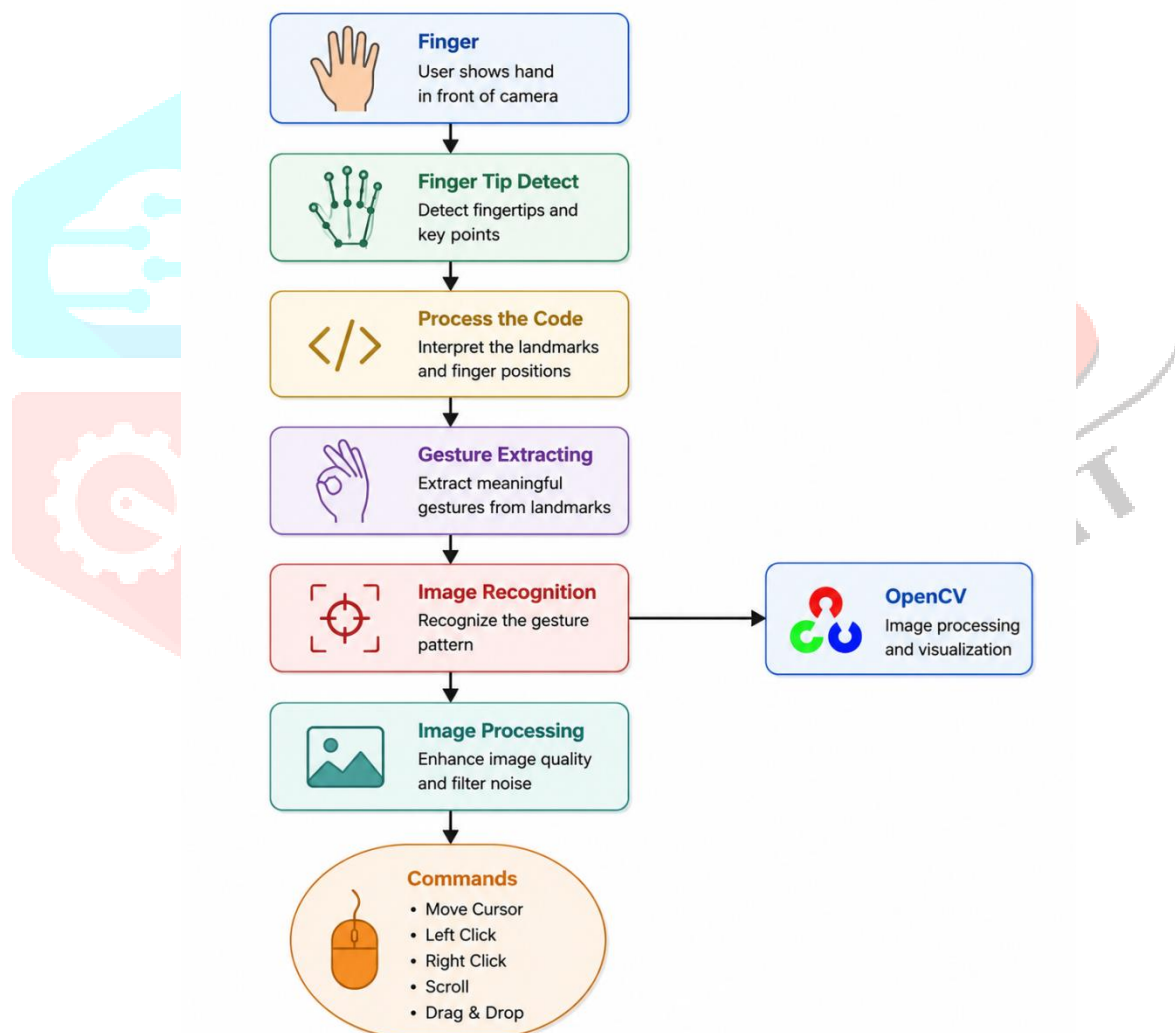 Finger
User shows hand
in front of camera
Finger Tip Detect
Detect fingertips and
key points
Process the Code
Interpret the landmarks
and finger positions
Gesture Extracting
Extract meaningful
gestures from landmarks
Image Recognition
Recognize the gesture
pattern
OpenCV
Image processing
and visualization
Image Processing
Enhance image quality
and filter noise
Commands
• Move Cursor
• Left Click
• Right Click
• Scroll
• Drag & Drop